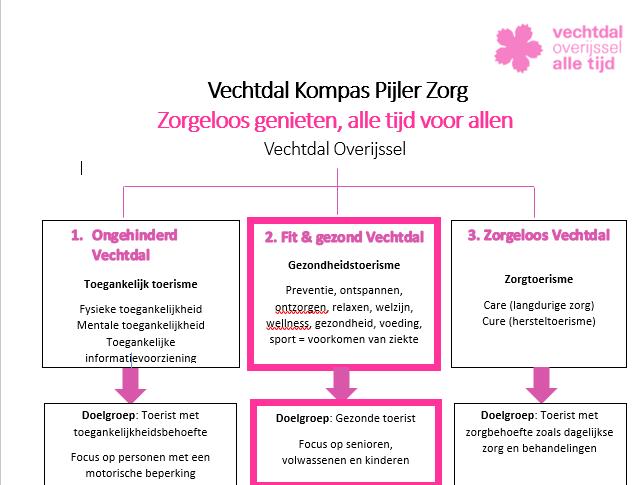 vechtdal
overijssel
alle tijd
Vechtdal Kompas Pijler Zorg
Zorgeloos genieten, alle tijd voor allen
Vechtdal Overijssel
1. Ongehinderd
Vechtdal
Toegankelijk toerisme
Fysieke toegankelijkheid
Mentale toegankelijkheid
Toegankelijke
informatievoorziening
2. Fit & gezond Vechtdal
Gezondheidstoerisme
Preventie, ontspannen,
ontzorgen, relaxen, welzijn,
wellness, gezondheid, voeding,
sport = voorkomen van ziekte
3. Zorgeloos Vechtdal
Zorgtoerisme
Care (langdurige zorg)
Cure (hersteltoerisme)
Doelgroep: Toerist met
toegankelijkheidsbehoefte
Focus op personen met een
motorische beperking
Doelgroep: Gezonde toerist
Focus op senioren,
volwassenen en kinderen
Doelgroep: Toerist met
zorgbehoefte zoals dagelijkse
zorg en behandelingen